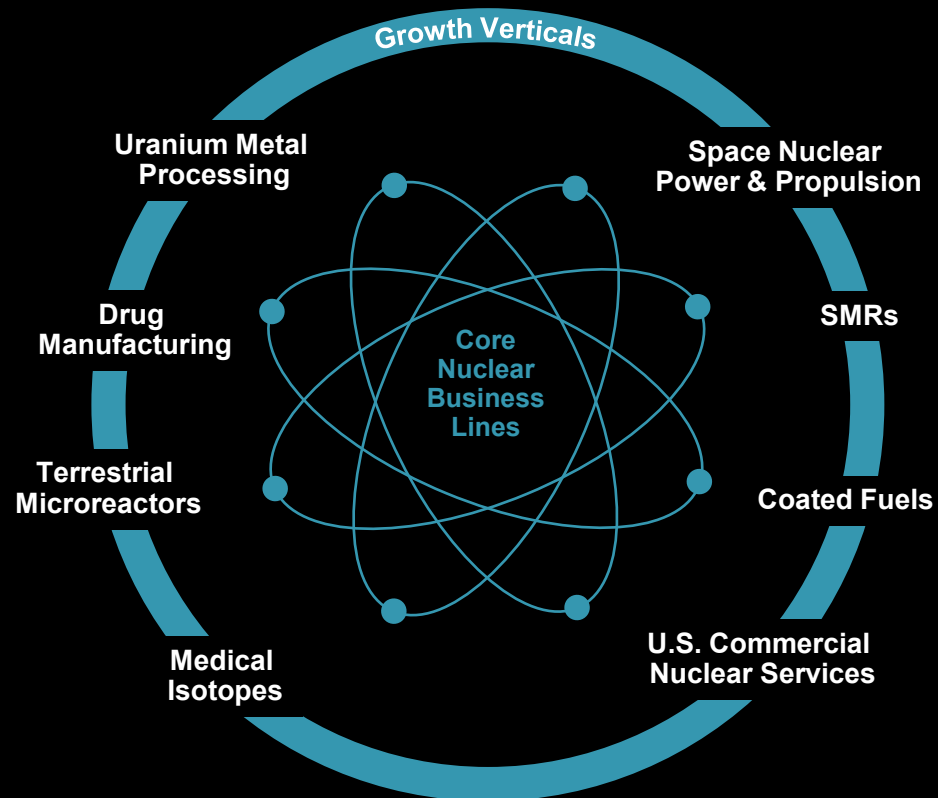 Growth Verticals
Uranium Metal
Processing
Space Nuclear
Power & Propulsion
Drug
Manufacturing
SMRs
Core
Nuclear
Business
Lines
Terrestrial
Microreactors
Coated Fuels
Medical
Isotopes
U.S. Commercial
Nuclear Services